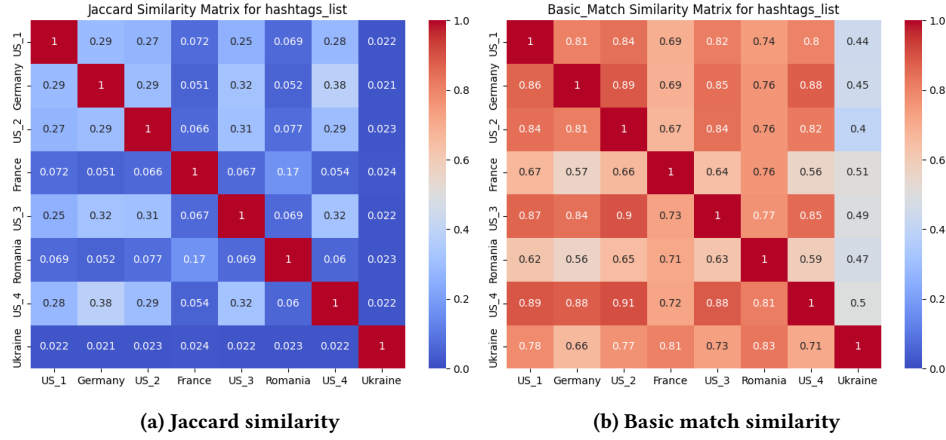 Jaccard Similarity Matrix for hashtags_list
US_1 1 0.29 0.27 0.072 0.25 0.069 0.28 0.022
Germany 0.29 1 0.29 0.051 0.32 0.052 0.38 0.021
US_2 0.27 0.29 1 0.066 0.31 0.077 0.29 0.023
France 0.072 0.051 0.066 1 0.067 0.17 0.054 0.024
US_3 0.25 0.32 0.31 0.067 1 0.069 0.32 0.022
Romania 0.069 0.052 0.077 0.17 0.069 1 0.06 0.023
US_4 0.28 0.38 0.29 0.054 0.32 0.06 1 0.022
Ukraine 0.022 0.021 0.023 0.024 0.022 0.023 0.022 1
US_1 Germany US_2 France US_3 Romania US_4 Ukraine
1.0
0.8
0.6
0.4
0.2
0.0
(a) Jaccard similarity
Basic_Match Similarity Matrix for hashtags_list
US_1 1 0.81 0.84 0.69 0.82 0.74 0.8 0.44
Germany 0.86 1 0.89 0.69 0.85 0.76 0.88 0.45
US_2 0.84 0.81 1 0.67 0.84 0.76 0.82 0.4
France 0.67 0.57 0.66 1 0.64 0.76 0.56 0.51
US_3 0.87 0.84 0.9 0.73 1 0.77 0.85 0.49
Romania 0.62 0.56 0.65 0.71 0.63 1 0.59 0.47
US_4 0.89 0.88 0.91 0.72 0.88 0.81 1 0.5
Ukraine 0.78 0.66 0.77 0.81 0.73 0.83 0.71 1
US_1 Germany US_2 France US_3 Romania US_4 Ukraine
1.0
0.8
0.6
0.4
0.2
0.0
(b) Basic match similarity